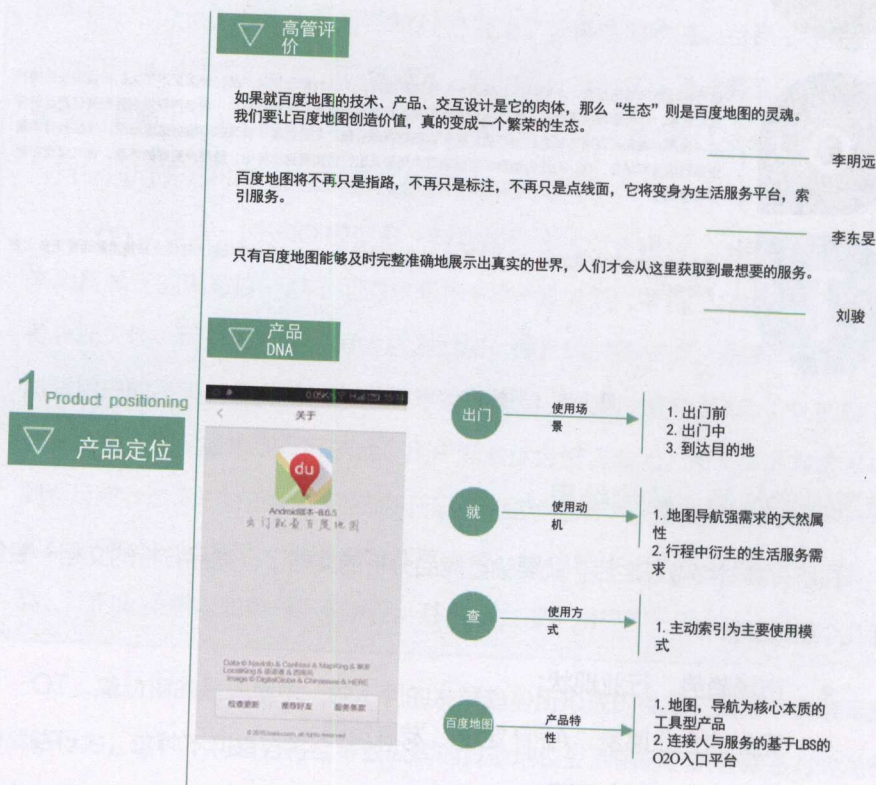 高管评
价
如果就百度地图的技术、产品、交互设计是它的肉体，那么“生态”则是百度地图的灵魂。
我们要让百度地图创造价值，真的变成一个繁荣的生态。
李明远
百度地图将不再只是指路，不再只是标注，不再只是点线面，它将变身为生活服务平台，索
引服务。
李东旻
只有百度地图能够及时完整准确地展示出真实的世界，人们才会从这里获取到最想要的服务。
刘骏
产品
DNA
1 Product positioning
产品定位
关于
du
Android版本-8.6.5
出门就查百度地图
检查更新 推荐好友 服务条款
出门
使用场
景
1. 出门前
2. 出门中
3. 到达目的地
就
使用动
机
1. 地图导航强需求的天然属
性
2. 行程中衍生的生活服务需
求
查
使用方
式
1. 主动索引为主要使用模
式
百度地图
产品特
性
1. 地图，导航为核心本质的
工具型产品
2. 连接人与服务的基于LBS的
O2O入口平台